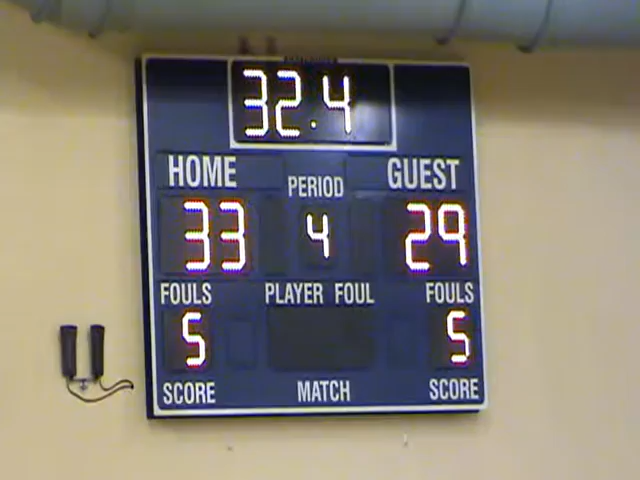 32.4
HOME PERIOD GUEST
33 4 29
FOULS PLAYER FOUL FOULS
5 5
SCORE MATCH SCORE